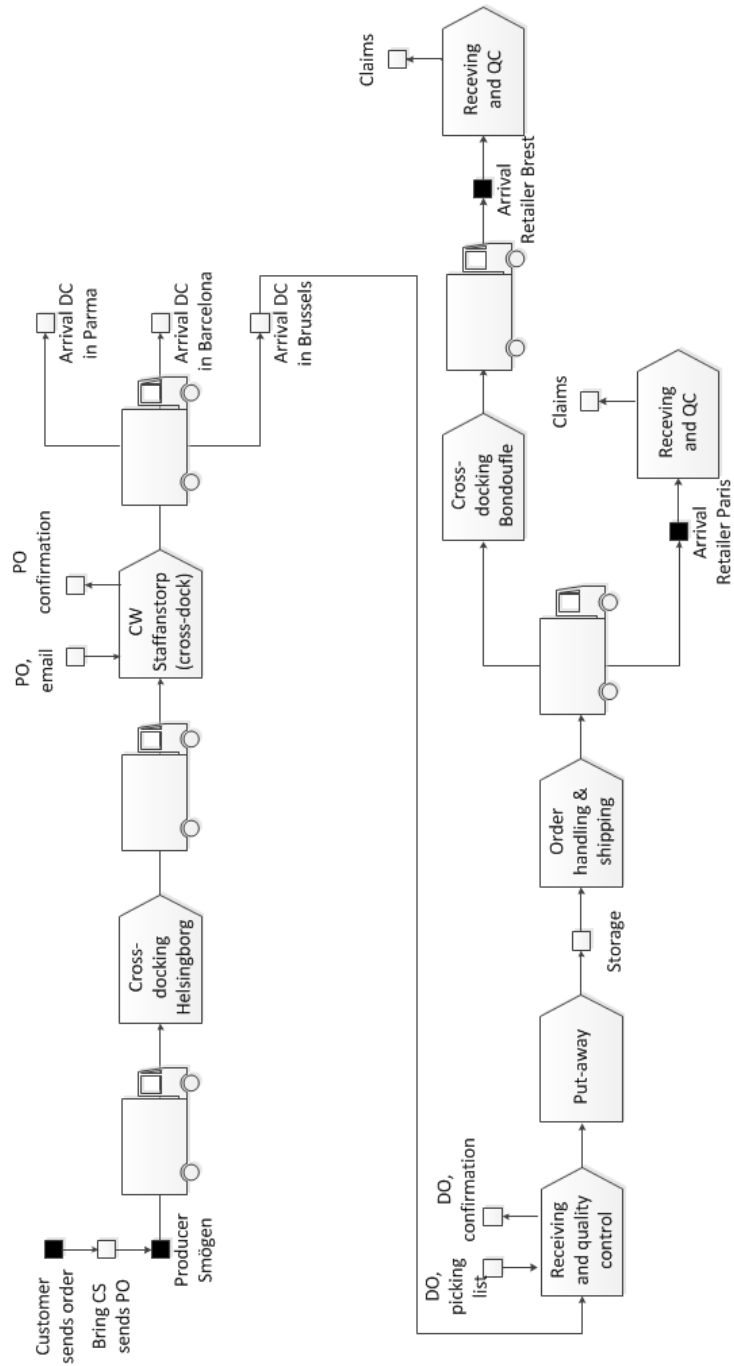 Customer
sends order
Bring CS
sends PO
Producer
Smögen
Cross-
docking
Helsingborg
PO,
email
PO
confirmation
CW
Staffanstorp
(cross-dock)
Arrival DC
in Parma
Arrival DC
in Barcelona
Arrival DC
in Brussels
DO,
picking
list
DO,
confirmation
Receiving
and quality
control
Put-away
Storage
Order
handling &
shipping
Cross-
docking
Bondoufle
Arrival
Retailer Brest
Claims
Receving
and QC
Arrival
Retailer Paris
Claims
Receving
and QC